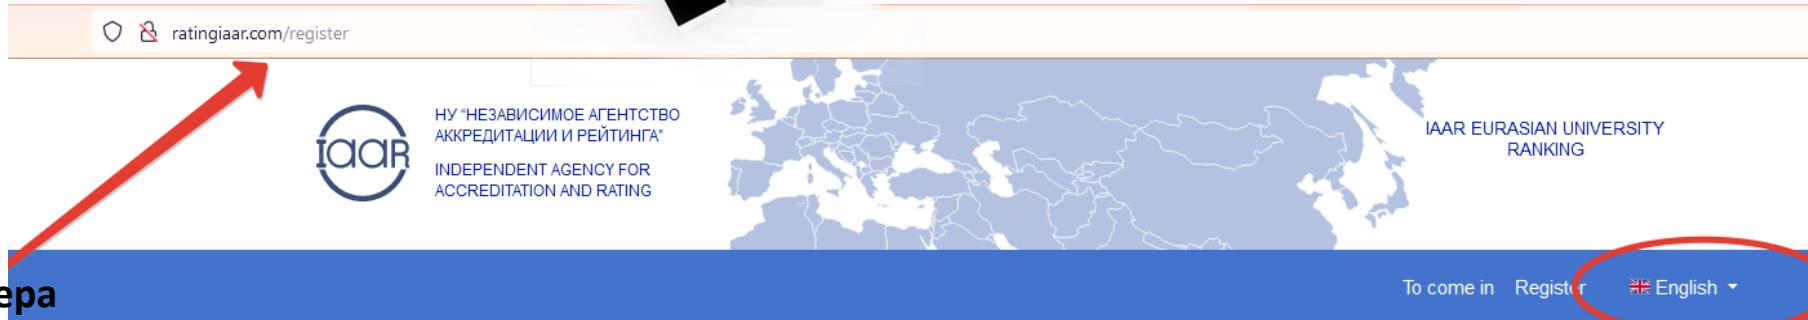 ratingiaar.com/register
iaar
НУ “НЕЗАВИСИМОЕ АГЕНТСТВО
АККРЕДИТАЦИИ И РЕЙТИНГА”
INDEPENDENT AGENCY FOR
ACCREDITATION AND RATING
IAAR EURASIAN UNIVERSITY
RANKING
To come in Register English
ера